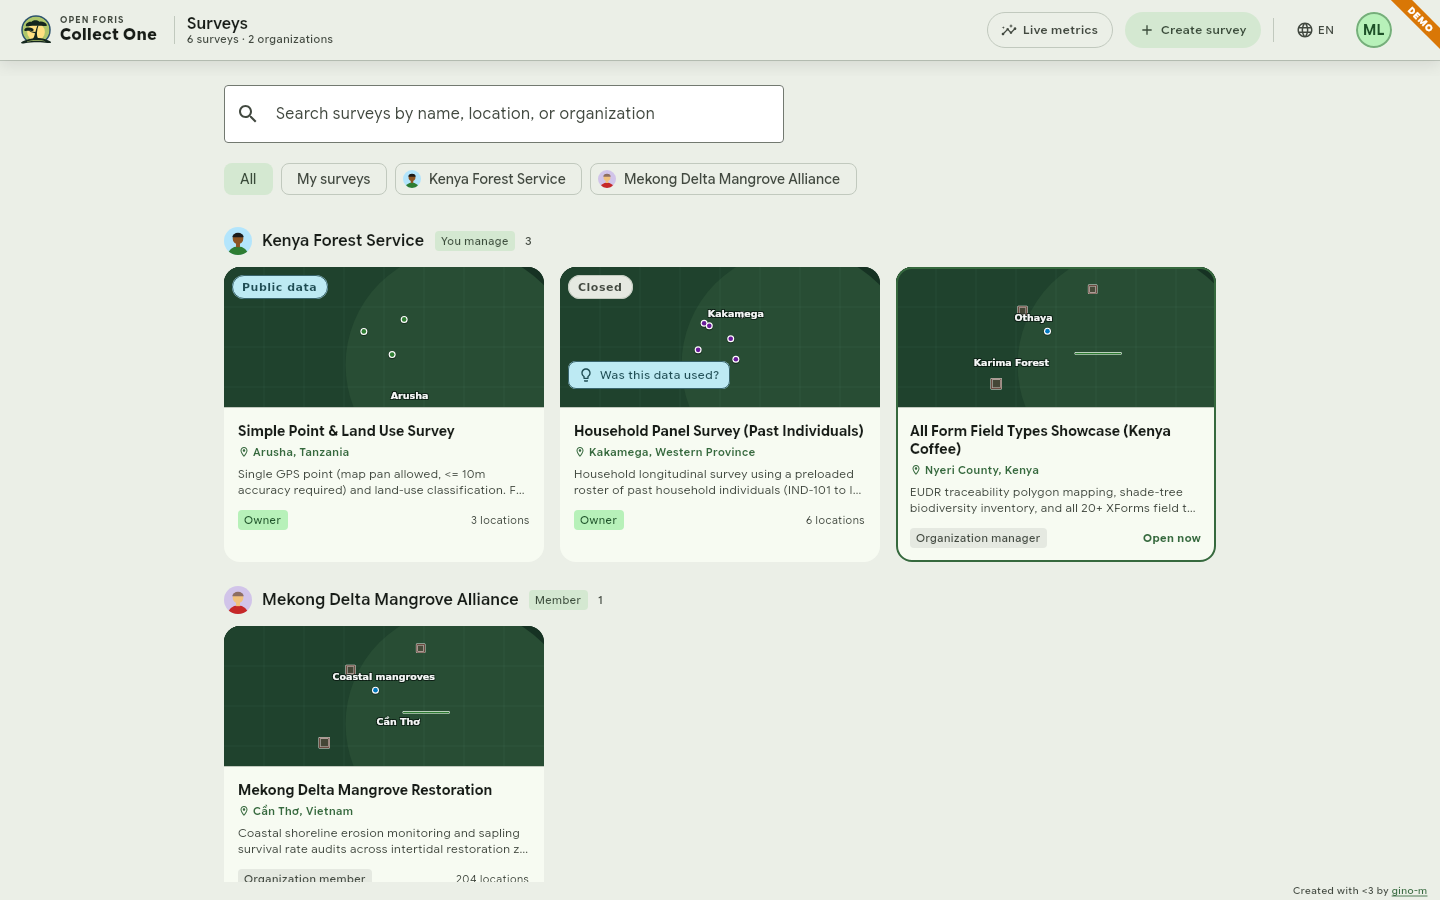 OPEN FORIS
Collect One
Surveys
6 surveys · 2 organizations
Live metrics
Create survey
EN
ML
DEMO
Search surveys by name, location, or organization
All
My surveys
Kenya Forest Service
Mekong Delta Mangrove Alliance
Kenya Forest Service
You manage
3
Public data
Arusha
Simple Point & Land Use Survey
Arusha, Tanzania
Single GPS point (map pan allowed, <= 10m
accuracy required) and land-use classification. F...
Owner
3 locations
Closed
Kakamega
Was this data used?
Household Panel Survey (Past Individuals)
Kakamega, Western Province
Household longitudinal survey using a preloaded
roster of past household individuals (IND-101 to I...
Owner
6 locations
Othaya
Karima Forest
All Form Field Types Showcase (Kenya
Coffee)
Nyeri County, Kenya
EUDR traceability polygon mapping, shade-tree
biodiversity inventory, and all 20+ XForms field t...
Organization manager
Open now
Mekong Delta Mangrove Alliance
Member
1
Coastal mangroves
Cần Thơ
Mekong Delta Mangrove Restoration
Cần Thơ, Vietnam
Coastal shoreline erosion monitoring and sapling
survival rate audits across intertidal restoration z...
Organization member
204 locations
Created with <3 by gino-m